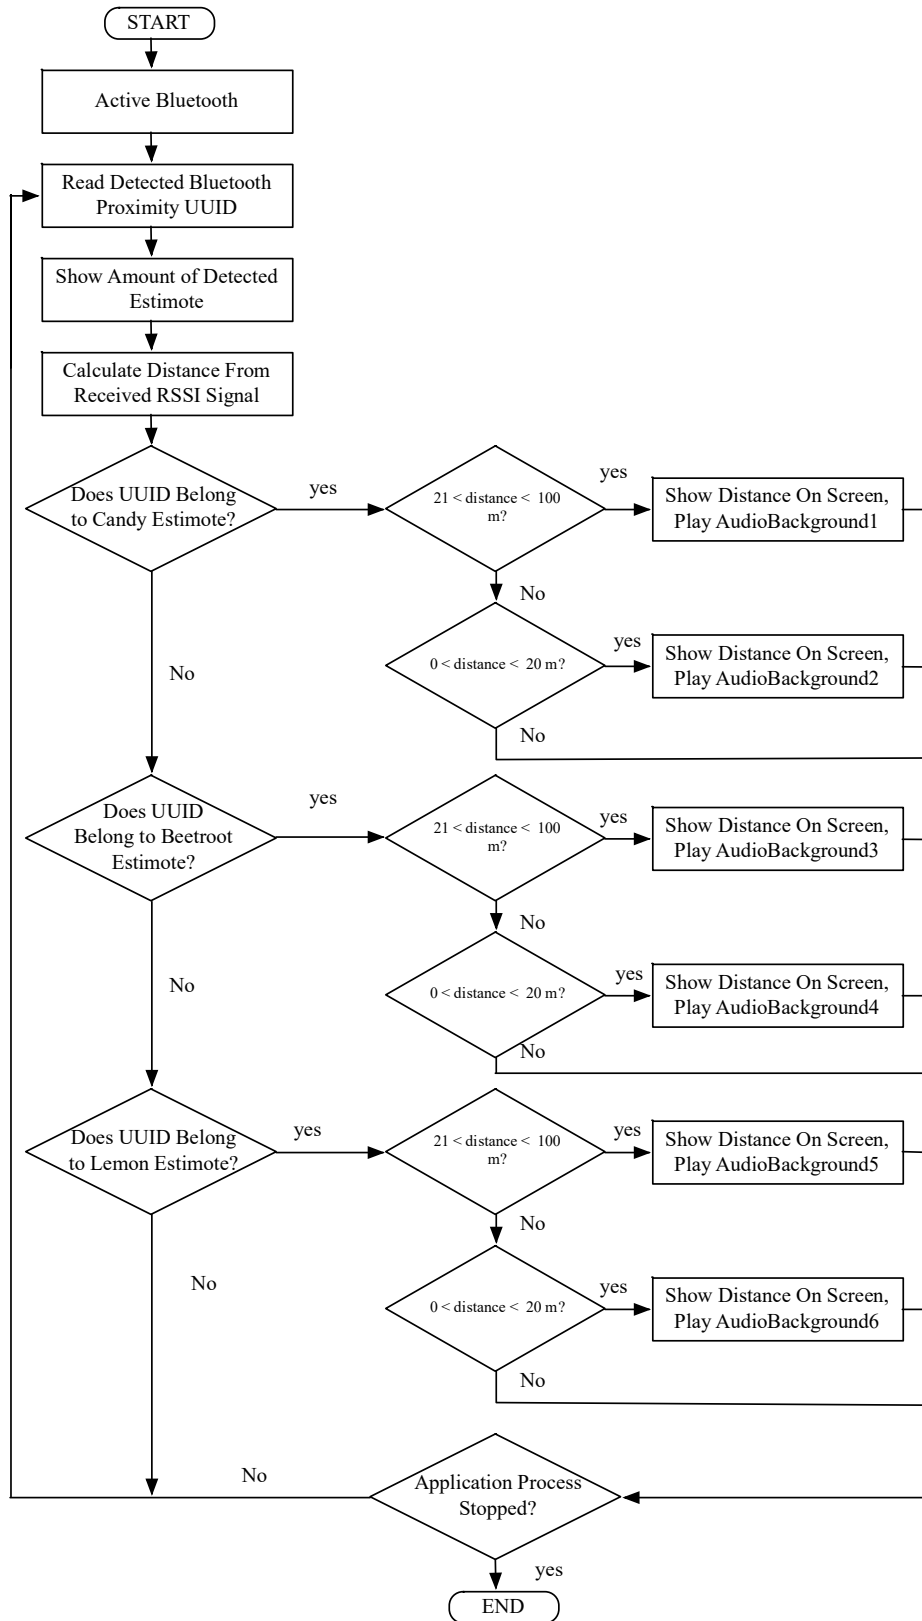 START
Active Bluetooth
Read Detected Bluetooth
Proximity UUID
Show Amount of Detected
Estimote
Calculate Distance From
Received RSSI Signal
Does UUID Belong
to Candy Estimote?
yes
21 < distance < 100
m?
yes
Show Distance On Screen,
Play AudioBackground1
No
No
0 < distance < 20 m?
yes
Show Distance On Screen,
Play AudioBackground2
No
Does UUID
Belong to Beetroot
Estimote?
yes
21 < distance < 100
m?
yes
Show Distance On Screen,
Play AudioBackground3
No
No
0 < distance < 20 m?
yes
Show Distance On Screen,
Play AudioBackground4
No
Does UUID Belong
to Lemon Estimote?
yes
21 < distance < 100
m?
yes
Show Distance On Screen,
Play AudioBackground5
No
No
0 < distance < 20 m?
yes
Show Distance On Screen,
Play AudioBackground6
No
No
Application Process
Stopped?
yes
END